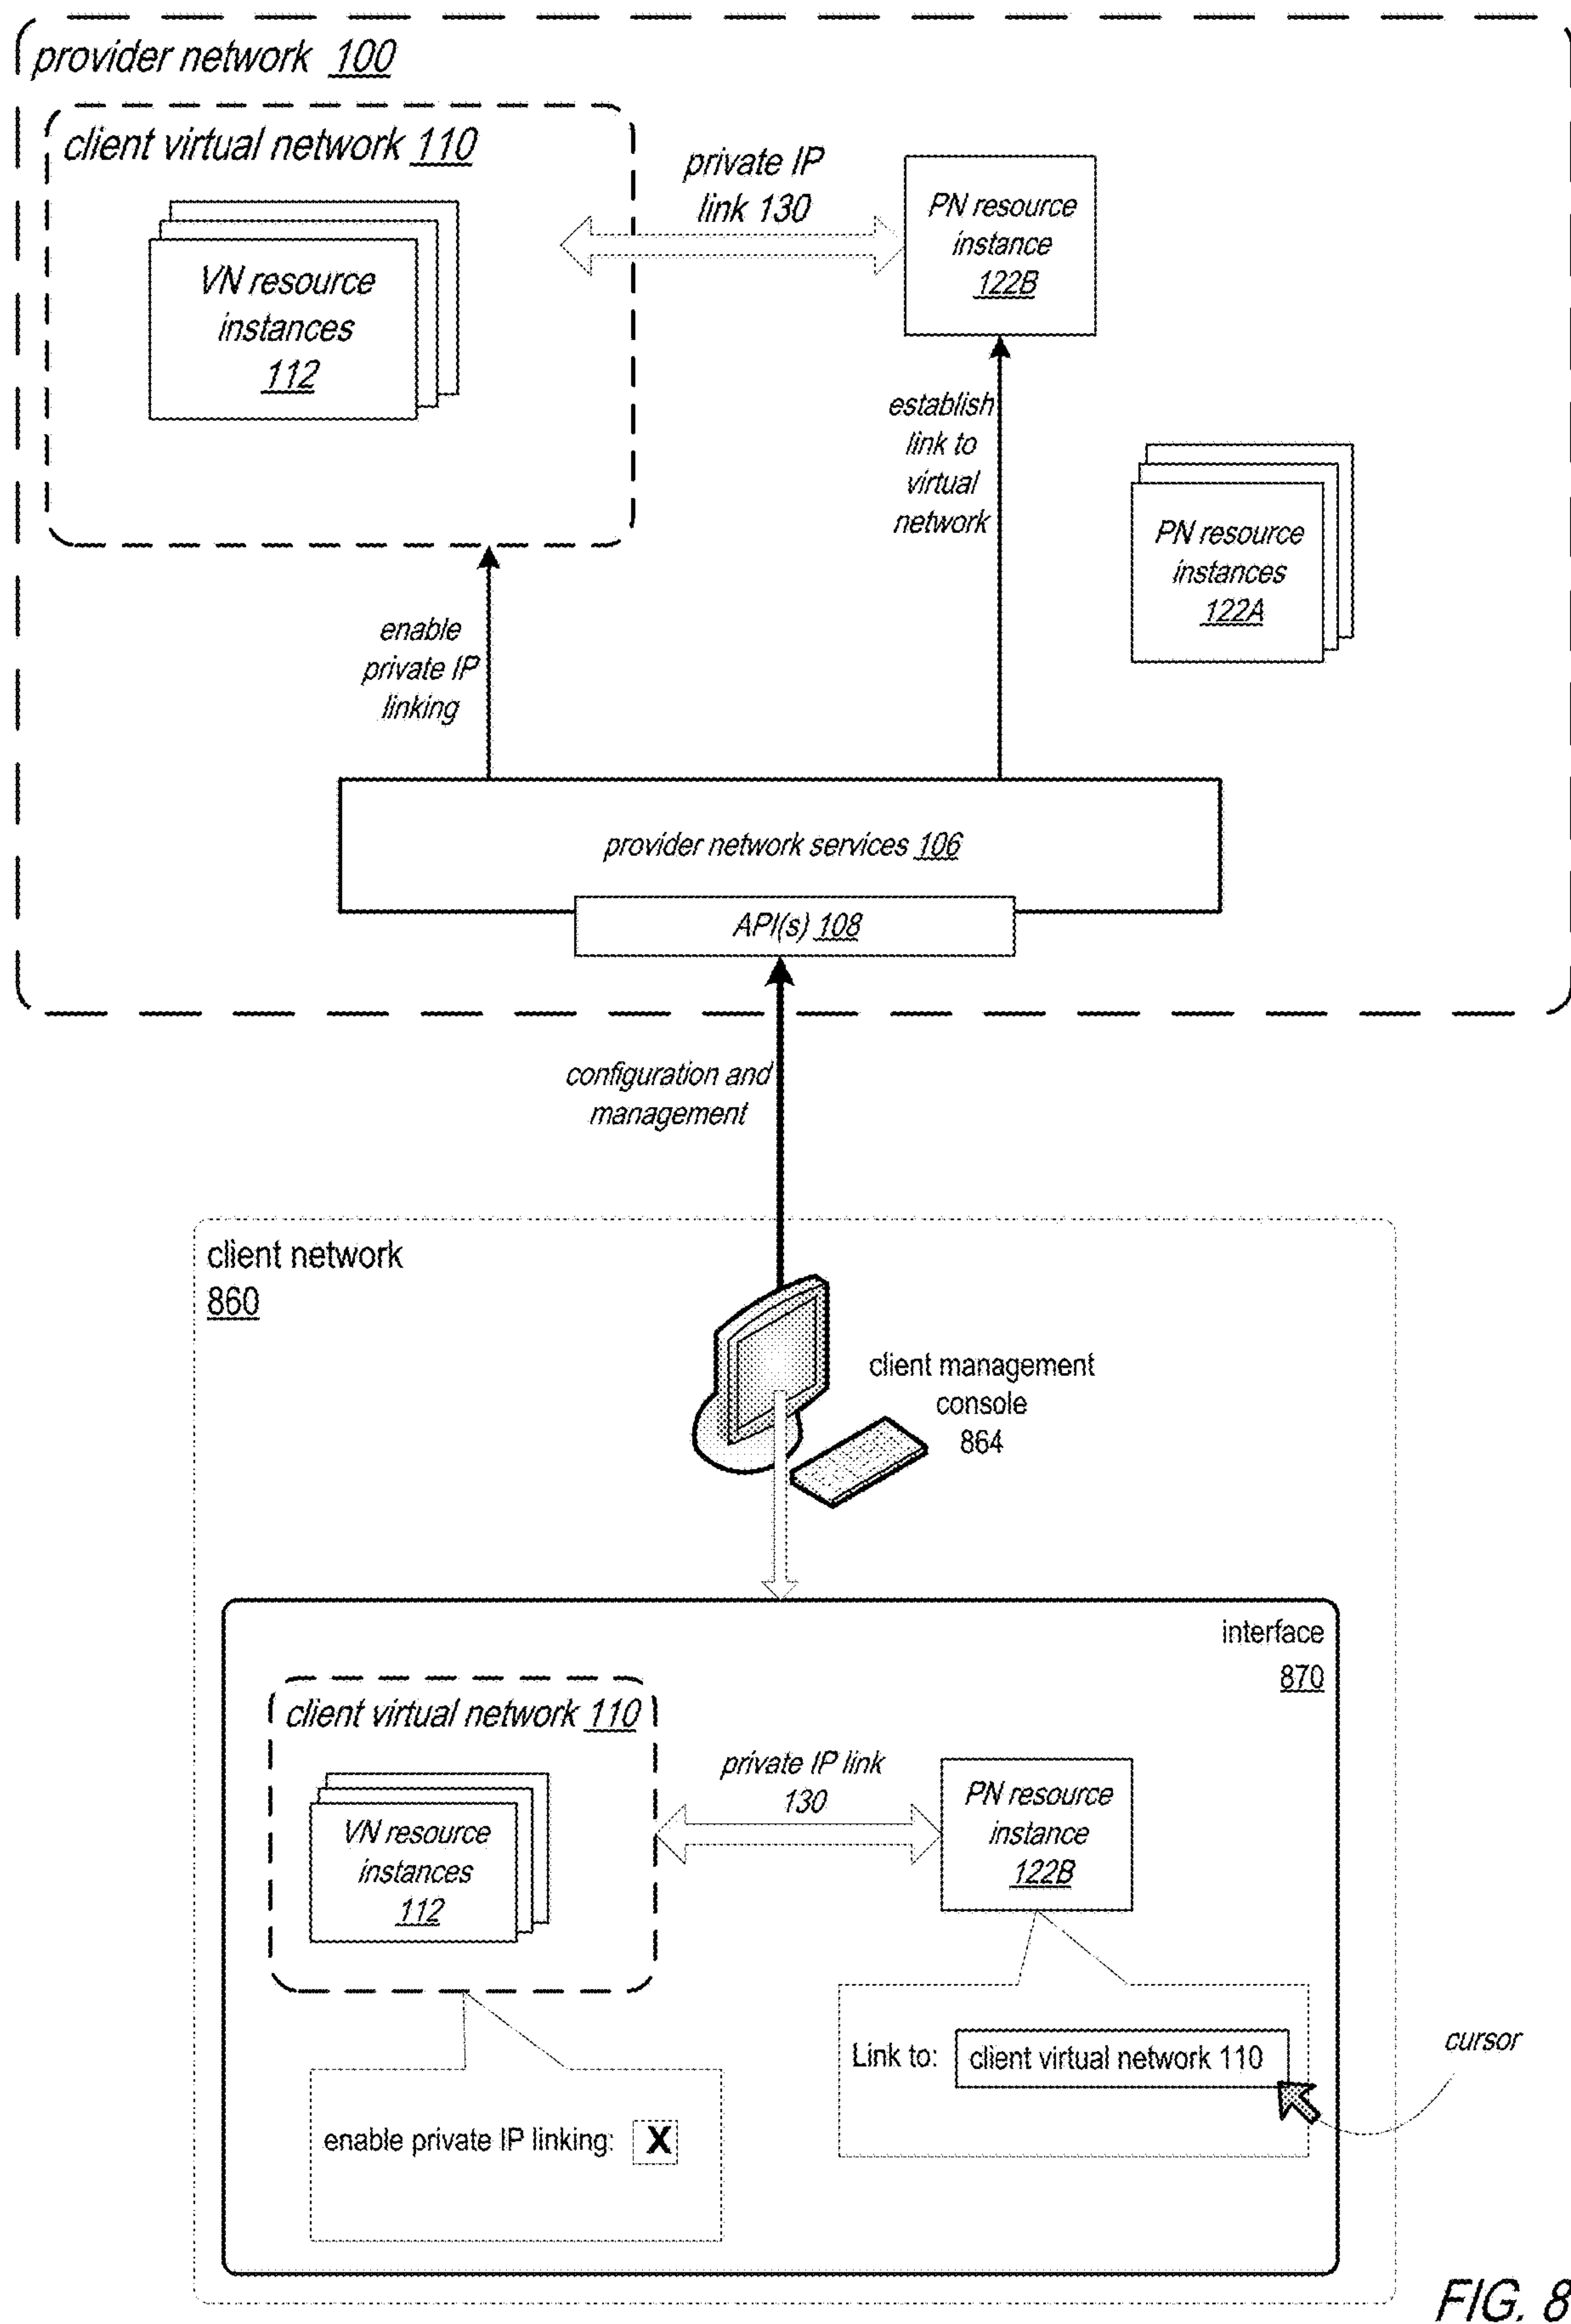 provider network 100
client virtual network 110
private IP
link 130
PN resource
instance
122B
VN resource
instances
112
establish
link to
virtual
network
PN resource
instances
122A
enable
private IP
linking
provider network services 106
API(s) 108
configuration and
management
client network
860
client management
console
864
interface
870
client virtual network 110
private IP link
130
PN resource
instance
122B
VN resource
instances
112
Link to: client virtual network 110
cursor
enable private IP linking: X
FIG. 8